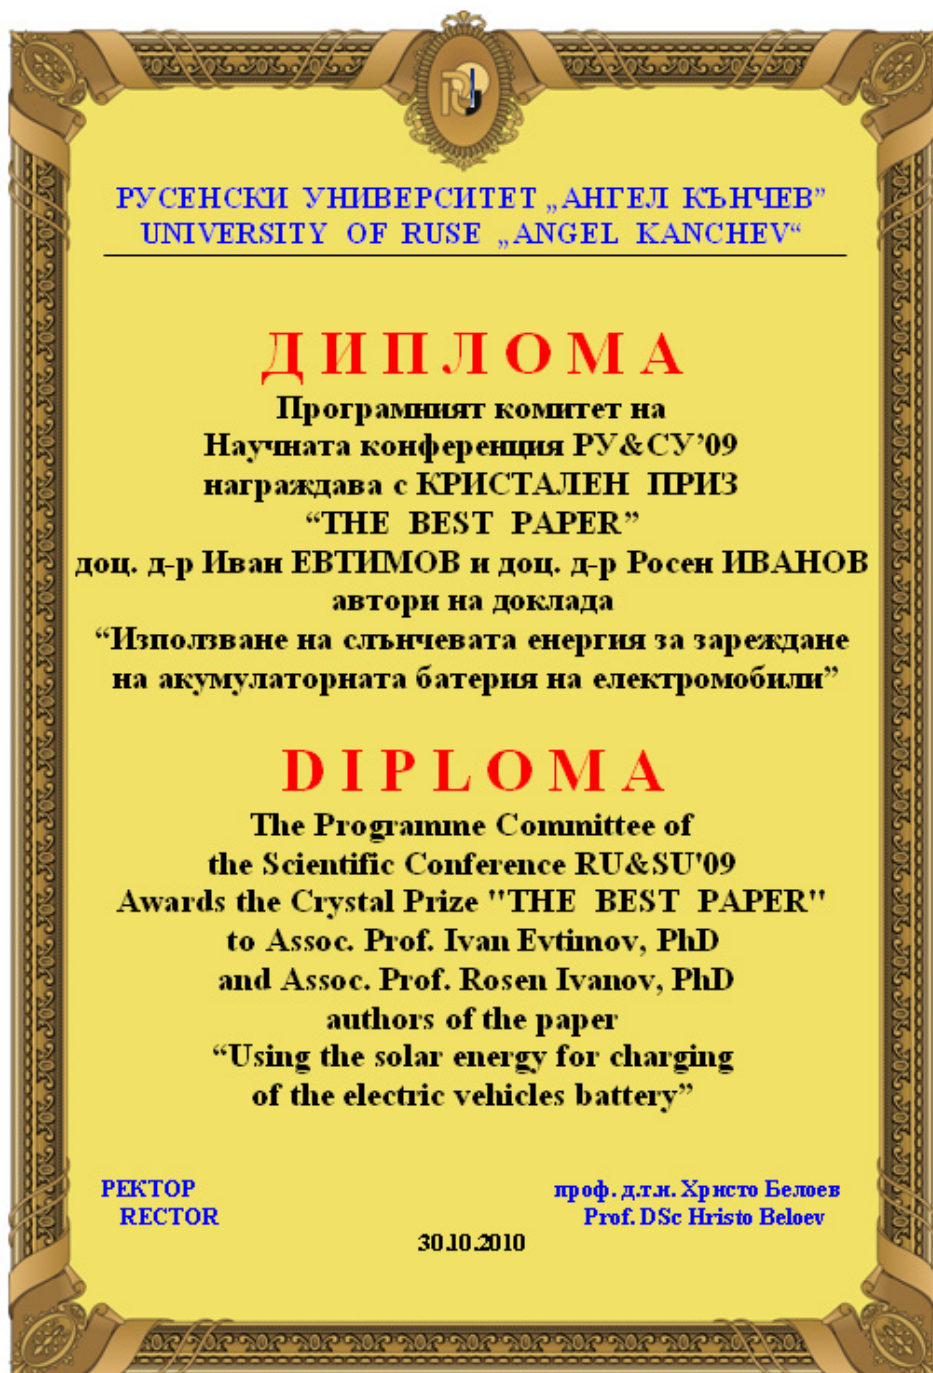 РУСЕНСКИ УНИВЕРСИТЕТ „АНГЕЛ КЪНЧЕВ”
UNIVERSITY OF RUSE „ANGEL KANCHEV“
ДИПЛОМА
Програмният комитет на
Научната конференция РУ&СУ’09
награждава с КРИСТАЛЕН ПРИЗ
“THE BEST PAPER”
доц. д-р Иван ЕВТИМОВ и доц. д-р Росен ИВАНОВ
автори на доклада
“Използване на слънчевата енергия за зареждане
на акумулаторната батерия на електромобили”
DIPLOMA
The Programme Committee of
the Scientific Conference RU&SU'09
Awards the Crystal Prize "THE BEST PAPER"
to Assoc. Prof. Ivan Evtimov, PhD
and Assoc. Prof. Rosen Ivanov, PhD
authors of the paper
“Using the solar energy for charging
of the electric vehicles battery”
РЕКТОР проф. д.т.н. Христо Белоев
RECTOR Prof. DSc Hristo Beloev
30.10.2010